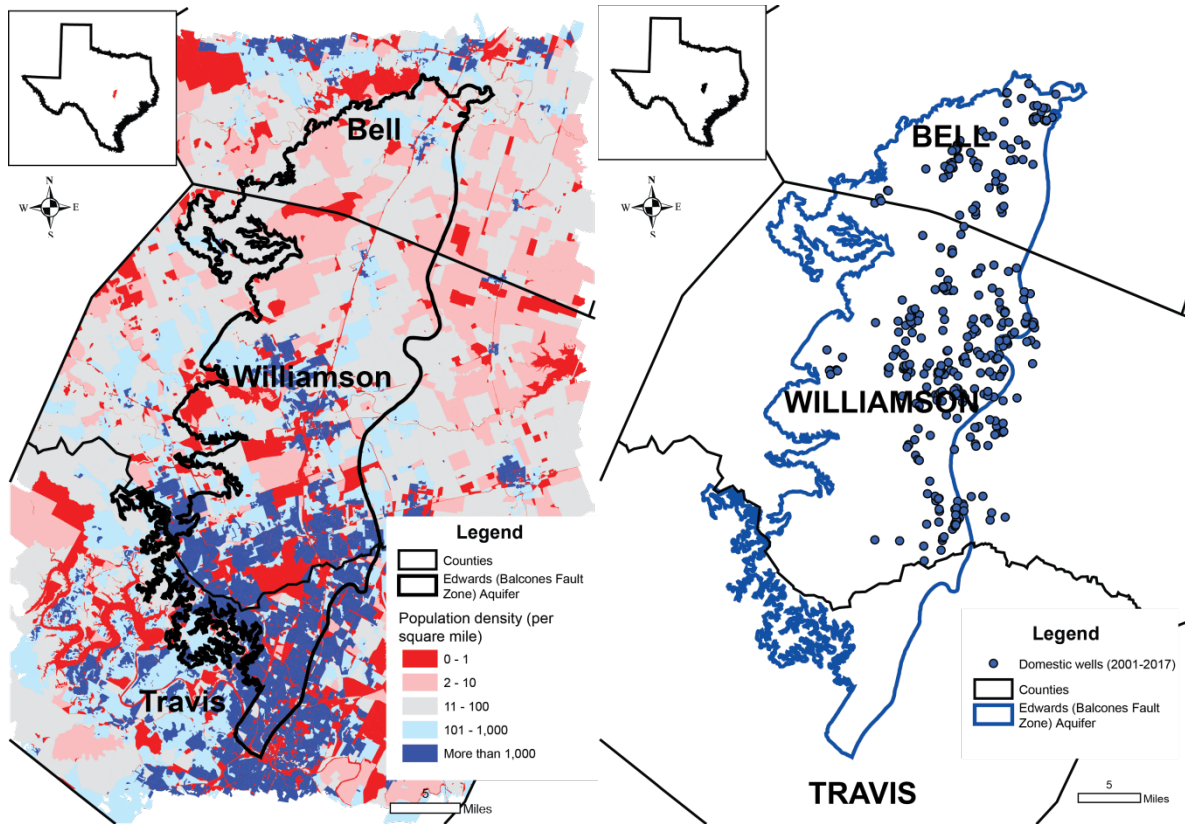 N
W E
S
Bell
Williamson
Travis
Legend
Counties
Edwards (Balcones Fault
Zone) Aquifer
Population density (per
square mile)
0 - 1
2 - 10
11 - 100
101 - 1,000
More than 1,000
5
Miles
N
W E
S
BELL
WILLIAMSON
TRAVIS
Legend
Domestic wells (2001-2017)
Counties
Edwards (Balcones Fault
Zone) Aquifer
5
Miles